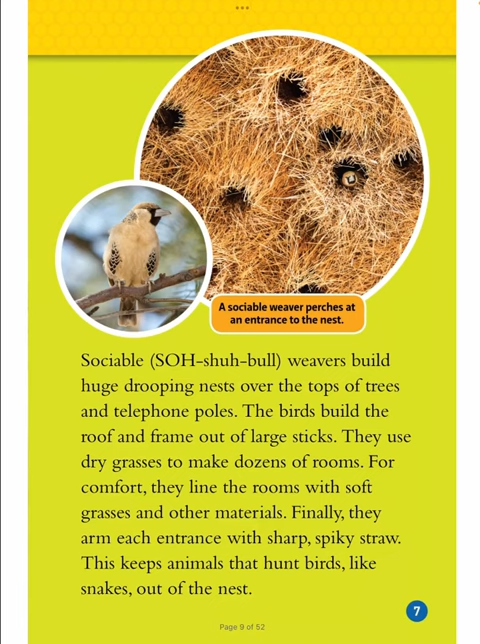 A sociable weaver perches at
an entrance to the nest.
Sociable (SOH-shuh-bull) weavers build
huge drooping nests over the tops of trees
and telephone poles. The birds build the
roof and frame out of large sticks. They use
dry grasses to make dozens of rooms. For
comfort, they line the rooms with soft
grasses and other materials. Finally, they
arm each entrance with sharp, spiky straw.
This keeps animals that hunt birds, like
snakes, out of the nest.
7
Page 9 of 52